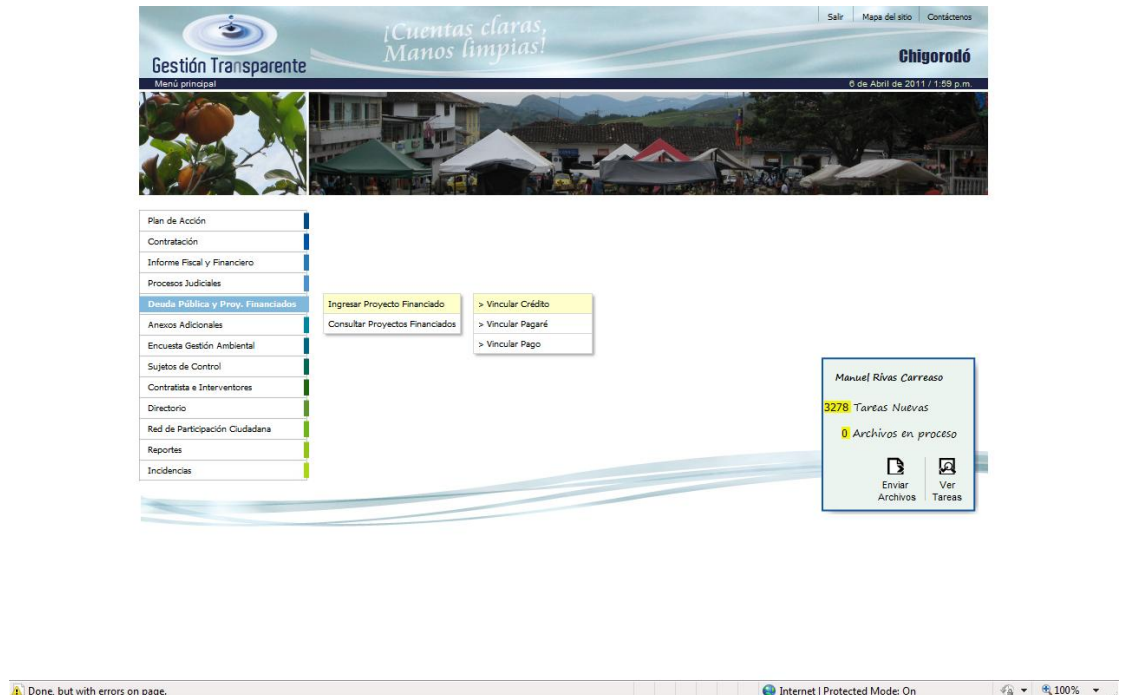 Salir Mapa del sitio Contáctenos
¡Cuentas claras,
Manos limpias!
Gestión Transparente
Chigorodó
Menú principal
6 de Abril de 2011 / 1:59 p.m.
Plan de Acción
Contratación
Informe Fiscal y Financiero
Procesos Judiciales
Deuda Pública y Proy. Financiados
Ingresar Proyecto Financiado
> Vincular Crédito
Anexos Adicionales
Consultar Proyectos Financiados
> Vincular Pagaré
Encuesta Gestión Ambiental
> Vincular Pago
Sujetos de Control
Contratista e Interventores
Directorio
Red de Participación Ciudadana
Reportes
Incidencias
Manuel Rivas Carreaso
3278 Tareas Nuevas
0 Archivos en proceso
Enviar
Archivos
Ver
Tareas
Done, but with errors on page.
Internet | Protected Mode: On
100%